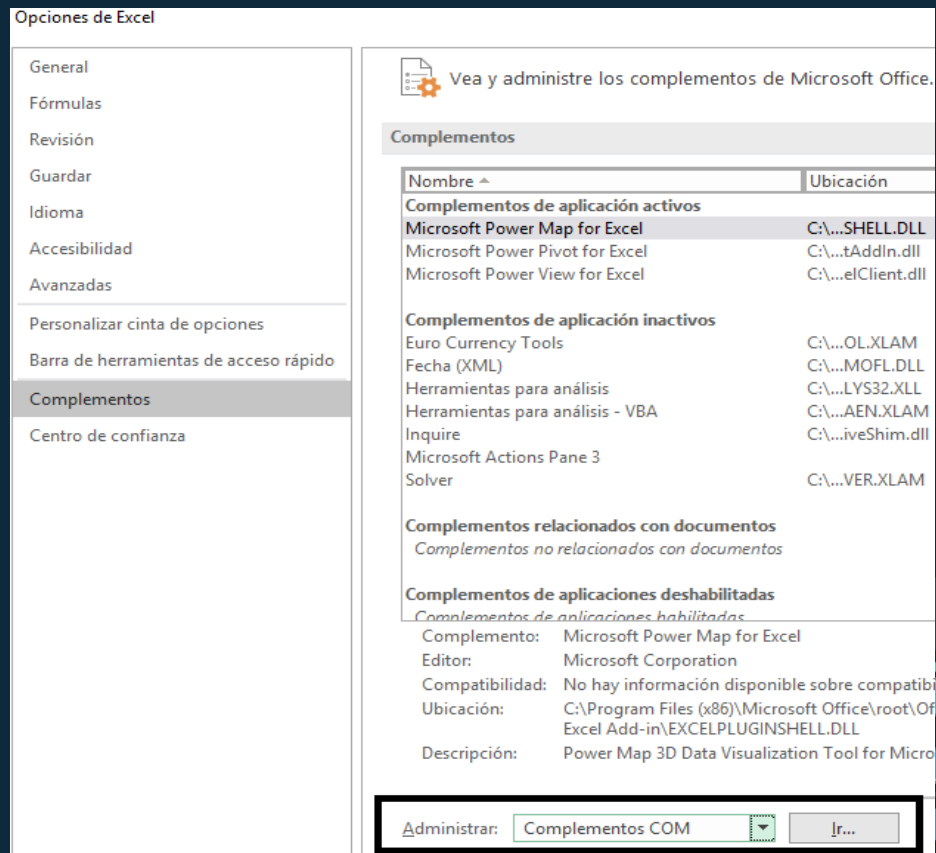 Opciones de Excel
General
Fórmulas
Revisión
Guardar
Idioma
Accesibilidad
Avanzadas
Personalizar cinta de opciones
Barra de herramientas de acceso rápido
Complementos
Centro de confianza
Vea y administre los complementos de Microsoft Office.
Complementos
Nombre Ubicación
Complementos de aplicación activos
Microsoft Power Map for Excel C:\...SHELL.DLL
Microsoft Power Pivot for Excel C:\...tAddIn.dll
Microsoft Power View for Excel C:\...elClient.dll
Complementos de aplicación inactivos
Euro Currency Tools C:\...OL.XLAM
Fecha (XML) C:\...MOFL.DLL
Herramientas para análisis C:\...LYS32.XLL
Herramientas para análisis - VBA C:\...AEN.XLAM
Inquire C:\...iveShim.dll
Microsoft Actions Pane 3
Solver C:\...VER.XLAM
Complementos relacionados con documentos
Complementos no relacionados con documentos
Complementos de aplicaciones deshabilitadas
Complementos de aplicaciones habilitadas
Complemento: Microsoft Power Map for Excel
Editor: Microsoft Corporation
Compatibilidad: No hay información disponible sobre compatibi
Ubicación: C:\Program Files (x86)\Microsoft Office\root\Of
Excel Add-in\EXCELPLUGINSHELL.DLL
Descripción: Power Map 3D Data Visualization Tool for Micro
Administrar: Complementos COM Ir...